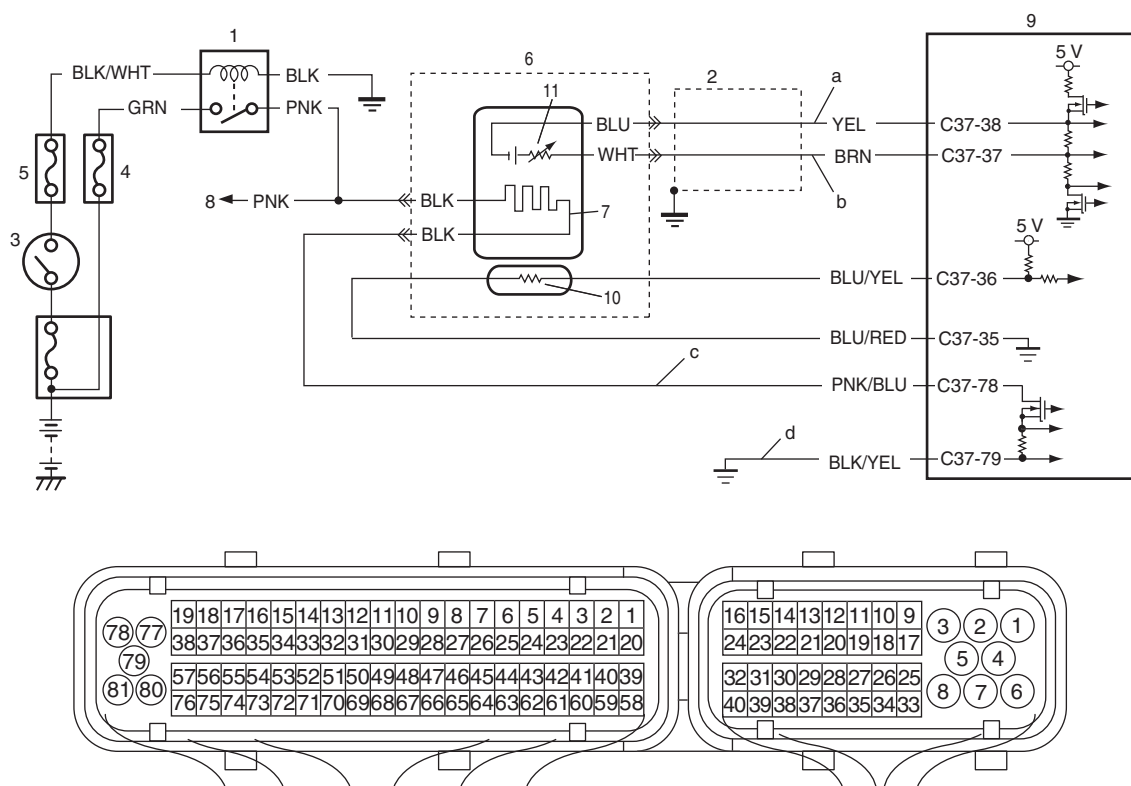 9
1
5 V
6
2
a
BLK/WHT
BLK
11
GRN
PNK
BLU
YEL
C37-38
WHT
BRN
C37-37
5
4
b
8
PNK
BLK
7
3
BLK
5 V
10
BLU/YEL
C37-36
BLU/RED
C37-35
c
PNK/BLU
C37-78
d
BLK/YEL
C37-79
19 18 17 16 15 14 13 12 11 10 9 8 7 6 5 4 3 2 1
16 15 14 13 12 11 10 9
78 77
3 2 1
38 37 36 35 34 33 32 31 30 29 28 27 26 25 24 23 22 21 20
24 23 22 21 20 19 18 17
79
5 4
57 56 55 54 53 52 51 50 49 48 47 46 45 44 43 42 41 40 39
32 31 30 29 28 27 26 25
81 80
8 7 6
76 75 74 73 72 71 70 69 68 67 66 65 64 63 62 61 60 59 58
40 39 38 37 36 35 34 33